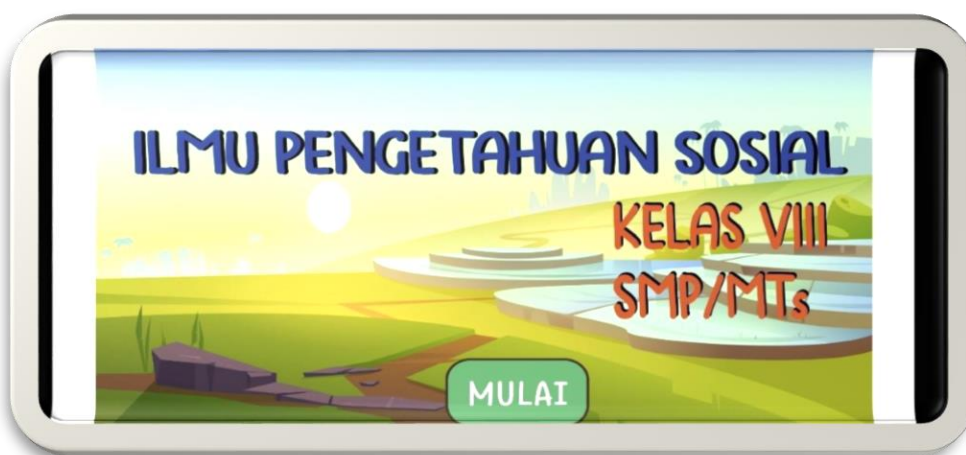 ILMU PENGETAHUAN SOSIAL
KELAS VIII
SMP/MTs
MULAI